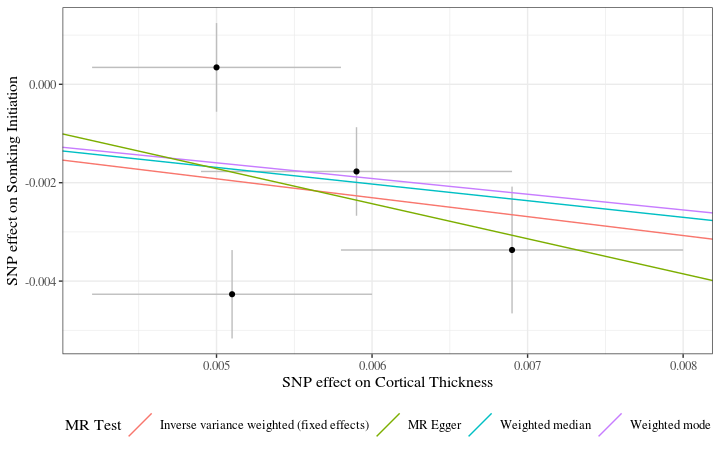 SNP effect on Somking Initiation
0.000
-0.002
-0.004
0.005 0.006 0.007 0.008
SNP effect on Cortical Thickness
MR Test Inverse variance weighted (fixed effects) MR Egger Weighted median Weighted mode